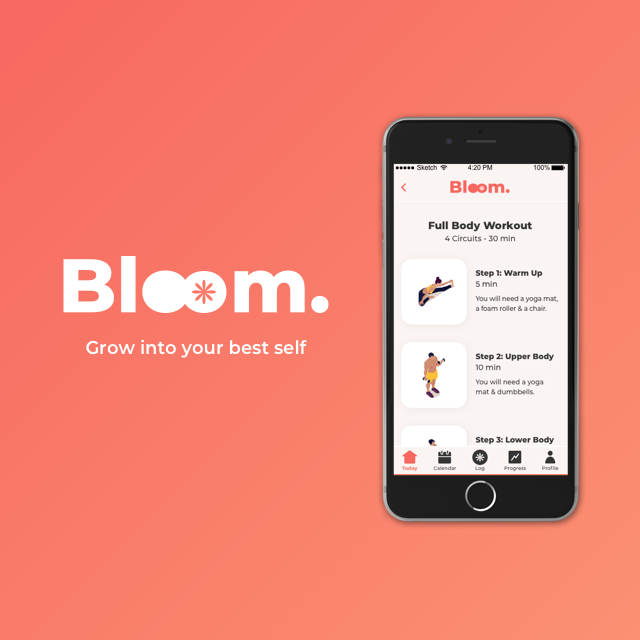 Bloom.
Grow into your best self
Sketch 4:20 PM 100%
Bloom.
Full Body Workout
4 Circuits - 30 min
Step 1: Warm Up
5 min
You will need a yoga mat,
a foam roller & a chair.
Step 2: Upper Body
10 min
You will need a yoga
mat & dumbbells.
Step 3: Lower Body
Today Calendar Log Progress Profile